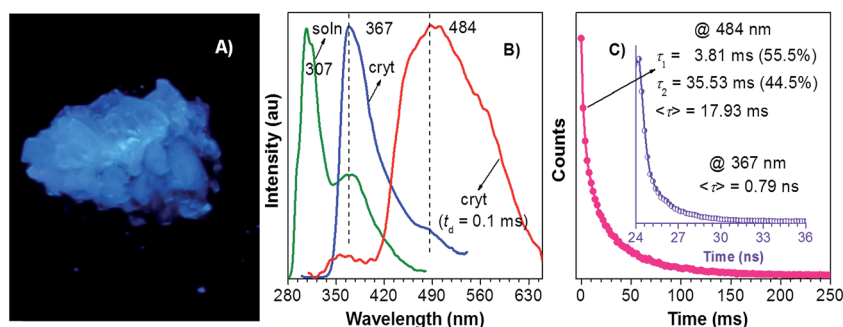 A)
soln 367 484 B)
307 cryt
cryt
(td = 0.1 ms)
Intensity (au)
280 350 420 490 560 630
Wavelength (nm)
C) @ 484 nm
τ1 = 3.81 ms (55.5%)
τ2 = 35.53 ms (44.5%)
<τ> = 17.93 ms
@ 367 nm
<τ> = 0.79 ns
24 27 30 33 36
Time (ns)
Counts
0 50 100 150 200 250
Time (ms)